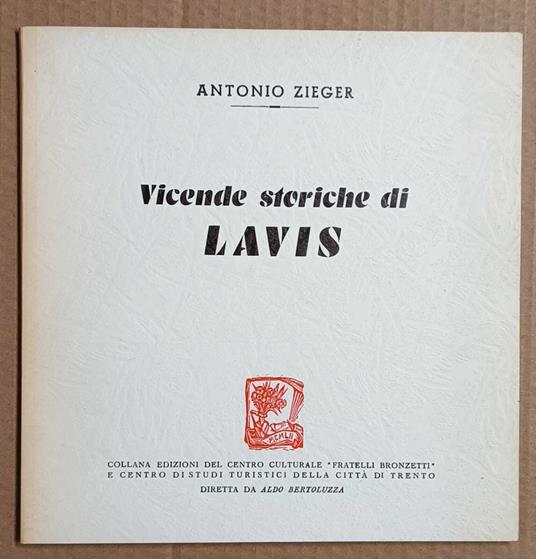 ANTONIO ZIEGER
Vicende storiche di
LAVIS
MCMLII
COLLANA EDIZIONI DEL CENTRO CULTURALE "FRATELLI BRONZETTI"
E CENTRO DI STUDI TURISTICI DELLA CITTÀ DI TRENTO
DIRETTA DA ALDO BERTOLUZZA